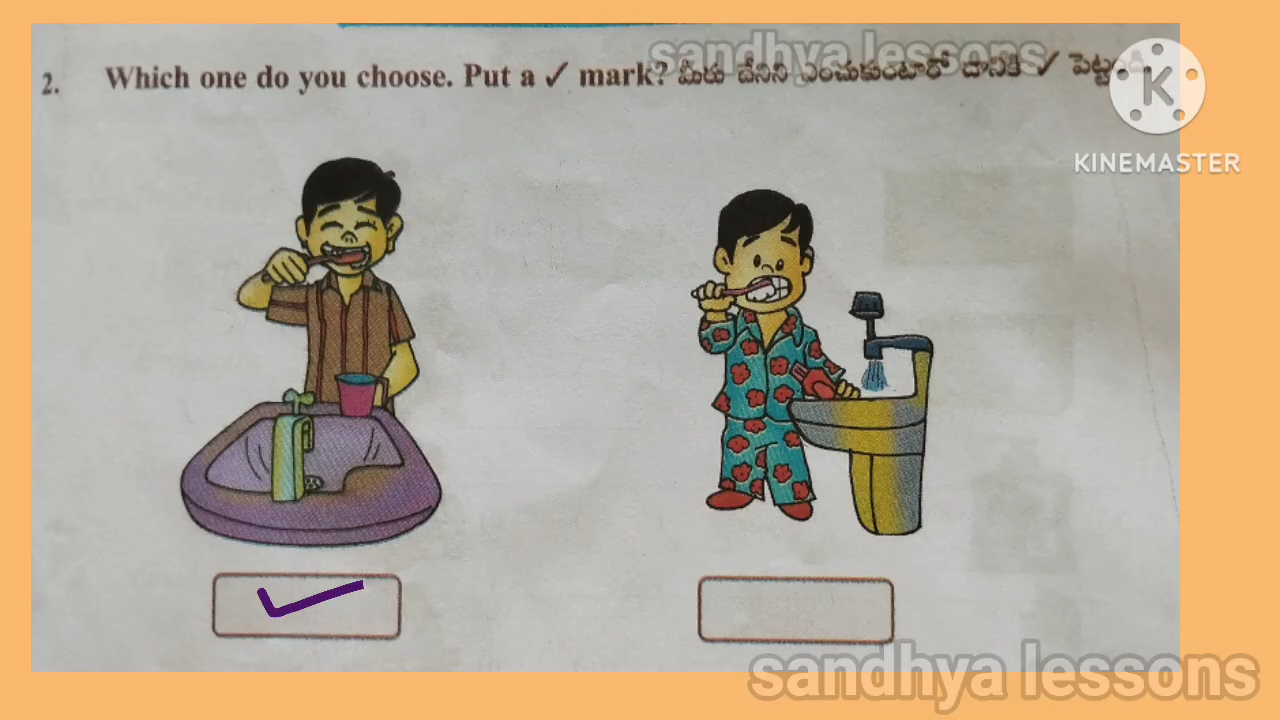 sandhya lessons
2. Which one do you choose. Put a ✓ mark? మీరు దేనిని ఎంచుకుంటారో దానికి ✓
K
KINEMASTER
sandhya lessons